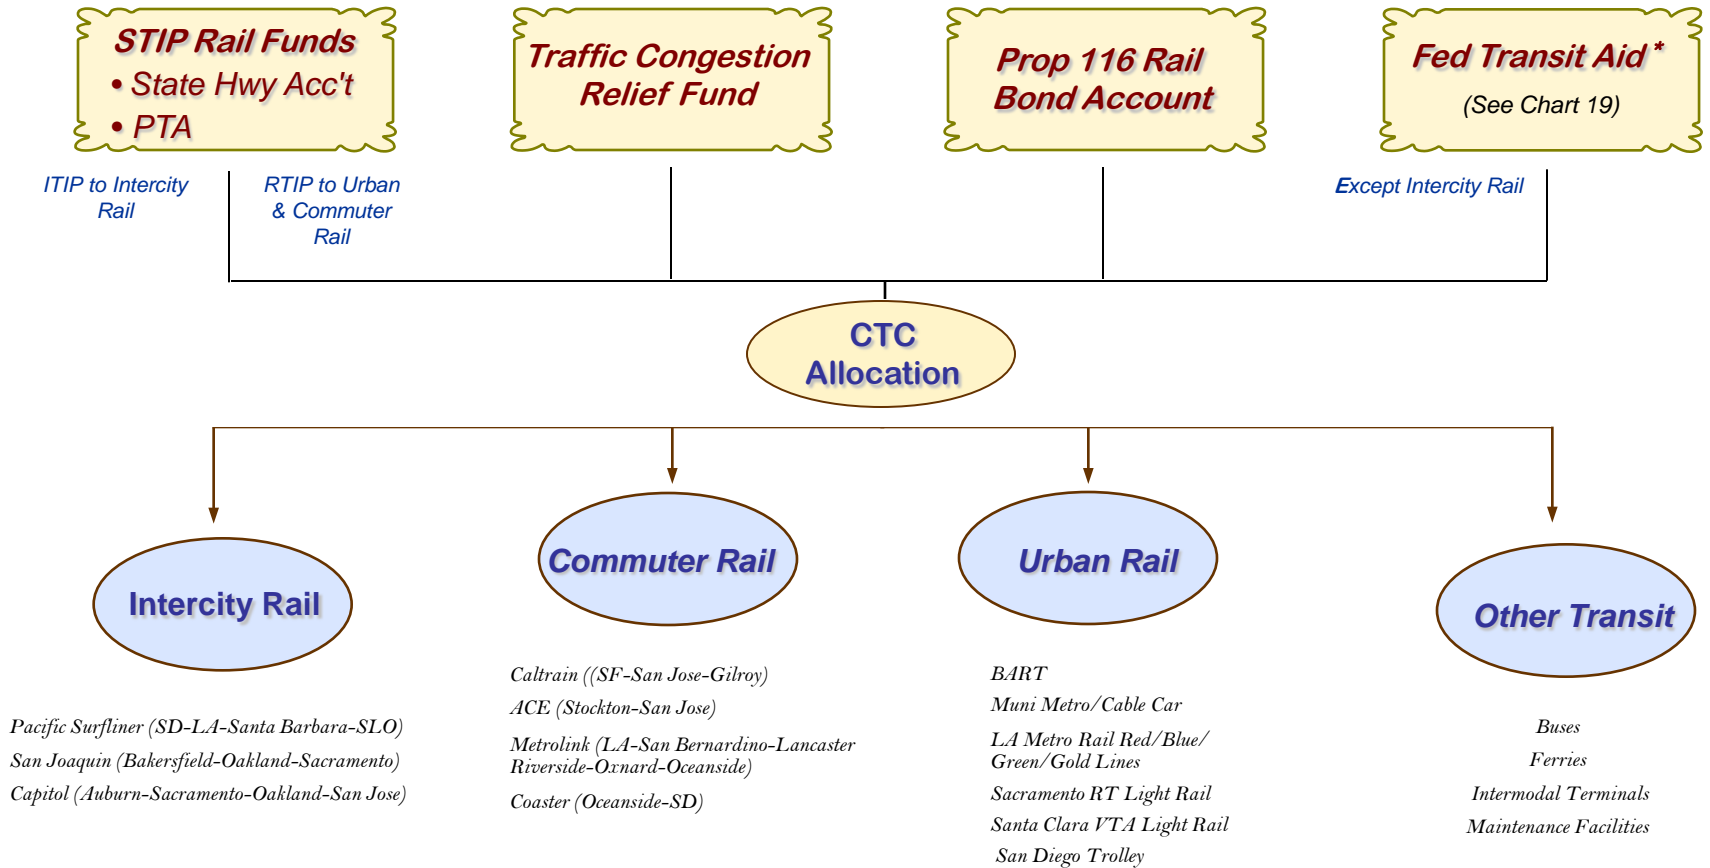 STIP Rail Funds
• State Hwy Acc't
• PTA
Traffic Congestion
Relief Fund
Prop 116 Rail
Bond Account
Fed Transit Aid *
(See Chart 19)
ITIP to Intercity
Rail
RTIP to Urban
& Commuter
Rail
Except Intercity Rail
CTC
Allocation
Intercity Rail
Commuter Rail
Urban Rail
Other Transit
Pacific Surfliner (SD-LA-Santa Barbara-SLO)
San Joaquin (Bakersfield-Oakland-Sacramento)
Capitol (Auburn-Sacramento-Oakland-San Jose)
Caltrain ((SF-San Jose-Gilroy)
ACE (Stockton-San Jose)
Metrolink (LA-San Bernardino-Lancaster
Riverside-Oxnard-Oceanside)
Coaster (Oceanside-SD)
BART
Muni Metro/Cable Car
LA Metro Rail Red/Blue/
Green/Gold Lines
Sacramento RT Light Rail
Santa Clara VTA Light Rail
San Diego Trolley
Buses
Ferries
Intermodal Terminals
Maintenance Facilities